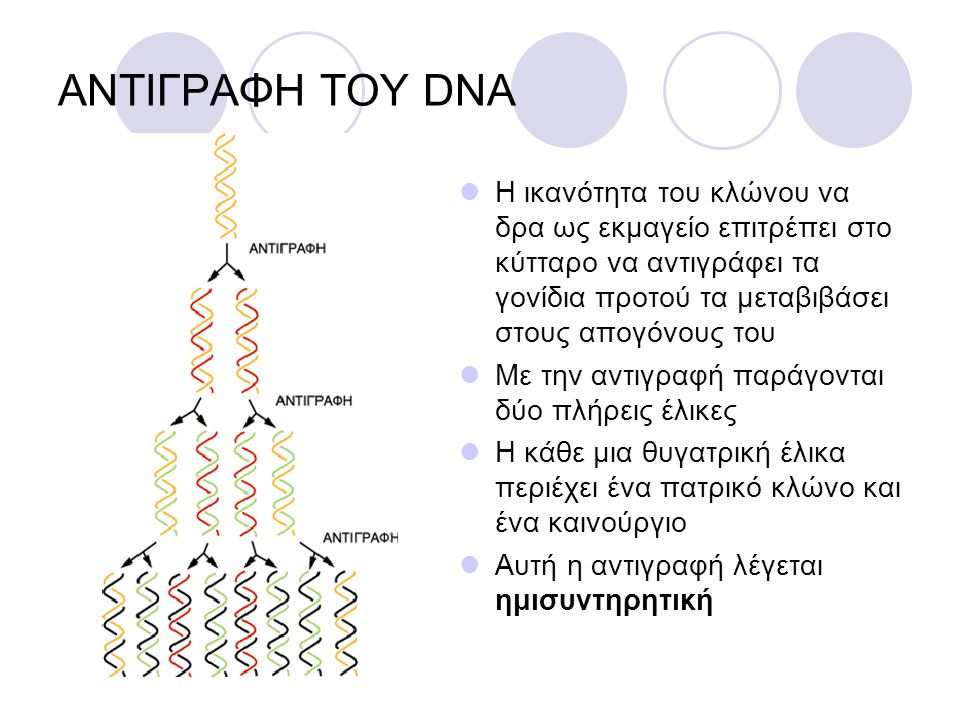 ΑΝΤΙΓΡΑΦΗ ΤΟΥ DNA
ΑΝΤΙΓΡΑΦΗ
ΑΝΤΙΓΡΑΦΗ
ΑΝΤΙΓΡΑΦΗ
Η ικανότητα του κλώνου να
δρα ως εκμαγείο επιτρέπει στο
κύτταρο να αντιγράφει τα
γονίδια προτού τα μεταβιβάσει
στους απογόνους του
Με την αντιγραφή παράγονται
δύο πλήρεις έλικες
Η κάθε μια θυγατρική έλικα
περιέχει ένα πατρικό κλώνο και
ένα καινούργιο
Αυτή η αντιγραφή λέγεται
ημισυντηρητική